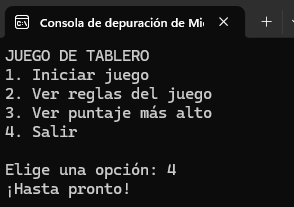 Consola de depuración de Mi
JUEGO DE TABLERO
1. Iniciar juego
2. Ver reglas del juego
3. Ver puntaje más alto
4. Salir
Elige una opción: 4
¡Hasta pronto!